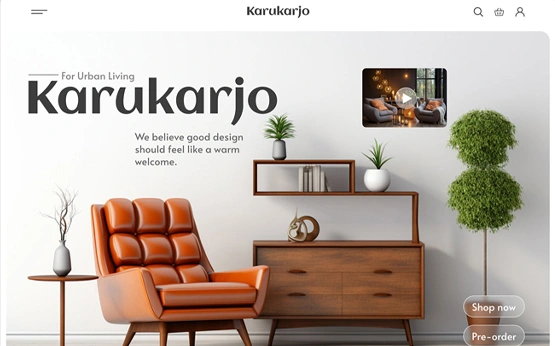 Karukarjo
For Urban Living
Karukarjo
We believe good design
should feel like a warm
welcome.
Shop now
Pre-order